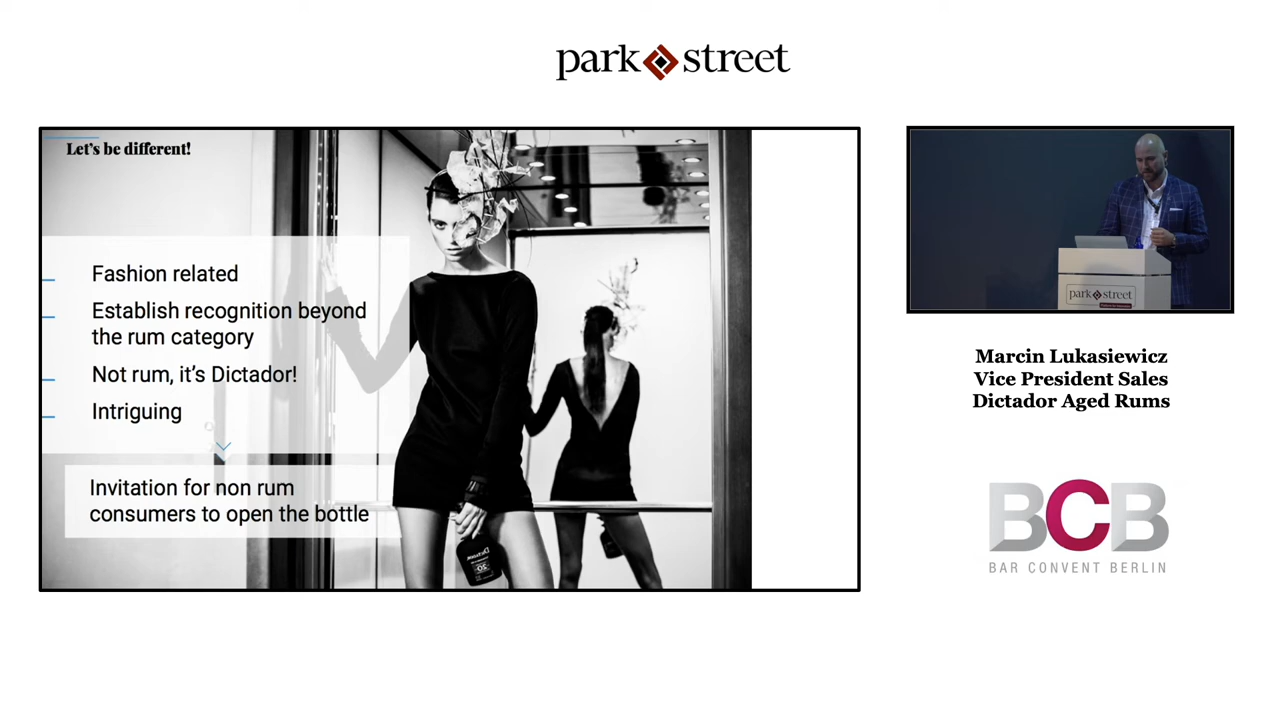 park street
Let's be different!
Fashion related
Establish recognition beyond
the rum category
Not rum, it's Dictador!
Intriguing
Invitation for non rum
consumers to open the bottle
Dictador
20
park street
Marcin Lukasiewicz
Vice President Sales
Dictador Aged Rums
BCB
BAR CONVENT BERLIN